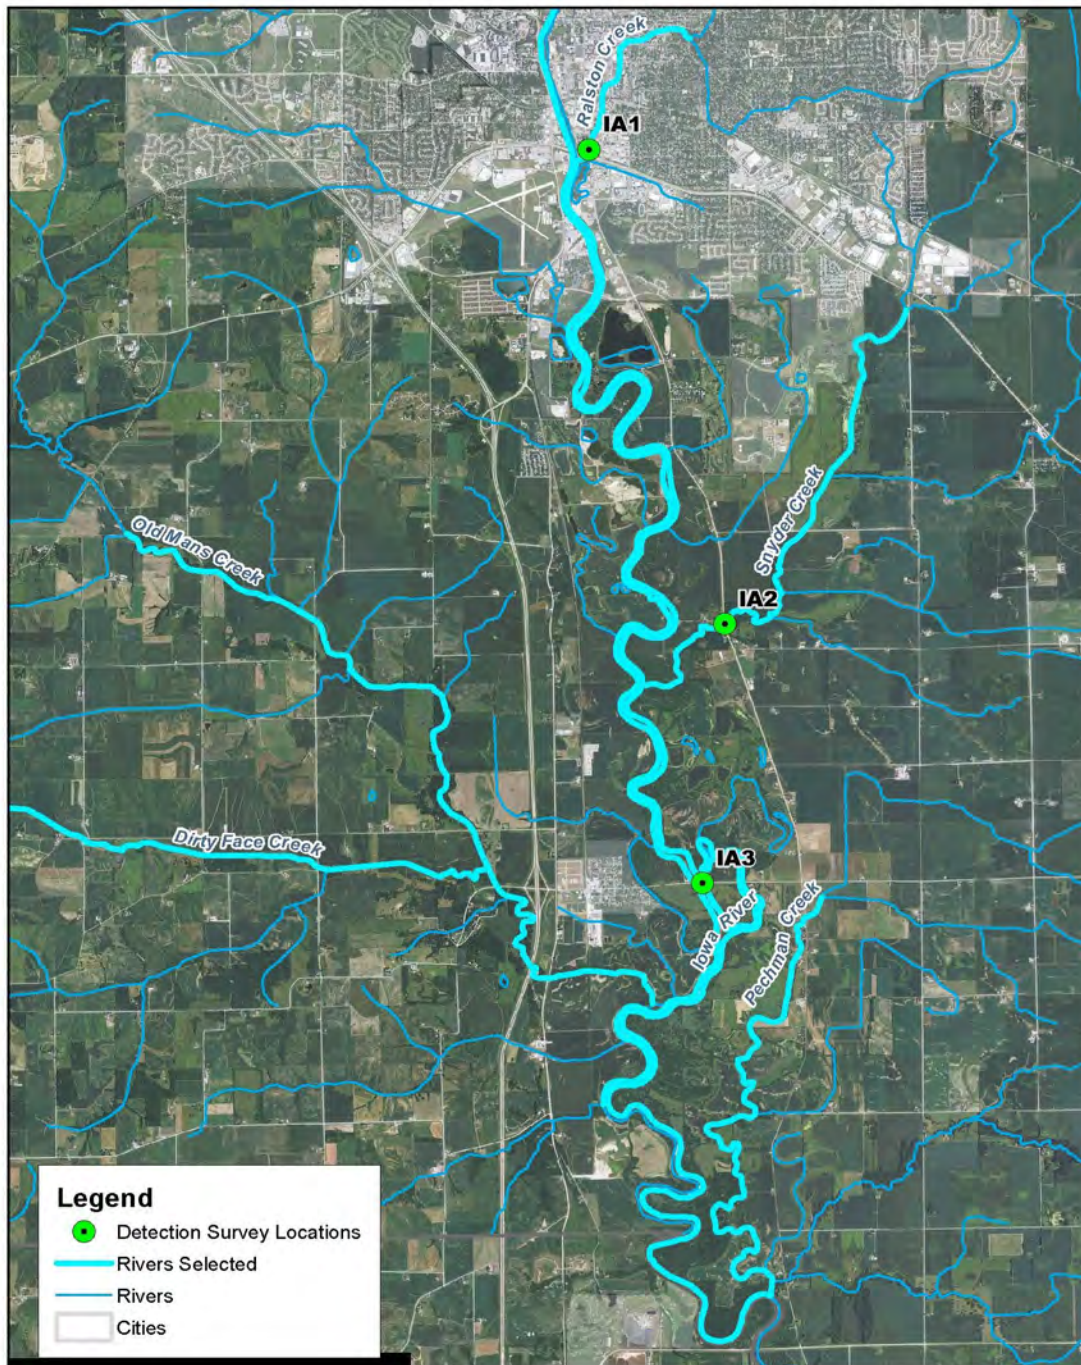 Ralston Creek
IA1
Snyder Creek
Old Mans Creek
IA2
Dirty Face Creek
IA3
Iowa River
Pechman Creek
Legend
Detection Survey Locations
Rivers Selected
Rivers
Cities